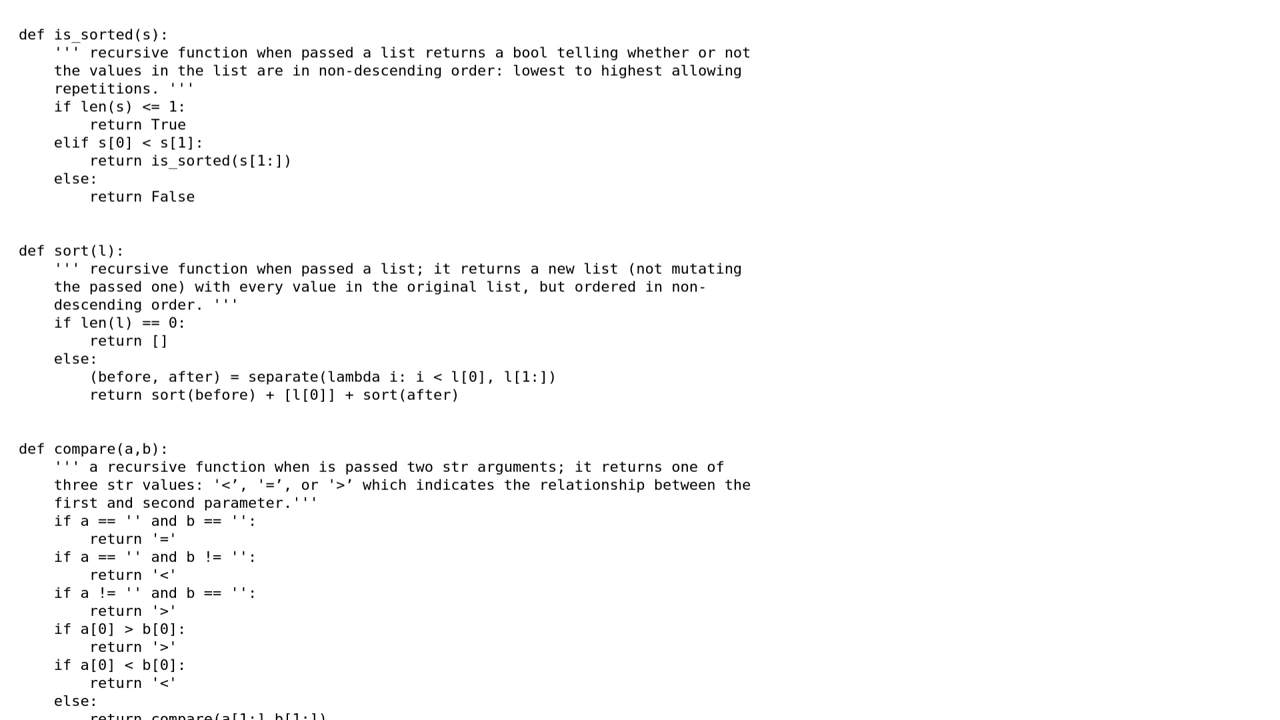 def is_sorted(s):
    ''' recursive function when passed a list returns a bool telling whether or not
    the values in the list are in non-descending order: lowest to highest allowing
    repetitions. '''
    if len(s) <= 1:
        return True
    elif s[0] < s[1]:
        return is_sorted(s[1:])
    else:
        return False
def sort(l):
    ''' recursive function when passed a list; it returns a new list (not mutating
    the passed one) with every value in the original list, but ordered in non-
    descending order. '''
    if len(l) == 0:
        return []
    else:
        (before, after) = separate(lambda i: i < l[0], l[1:])
        return sort(before) + [l[0]] + sort(after)
def compare(a,b):
    ''' a recursive function when is passed two str arguments; it returns one of
    three str values: '<’, '=’, or '>’ which indicates the relationship between the
    first and second parameter.'''
    if a == '' and b == '':
        return '='
    if a == '' and b != '':
        return '<'
    if a != '' and b == '':
        return '>'
    if a[0] > b[0]:
        return '>'
    if a[0] < b[0]:
        return '<'
    else:
        return compare(a[1:],b[1:])